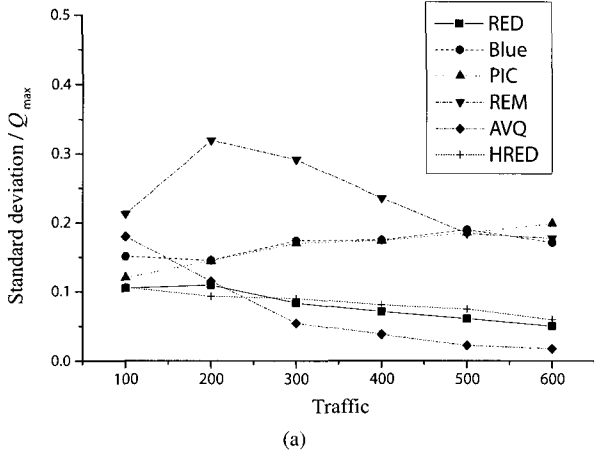 0.5
0.4
0.3
0.2
0.1
0.0
Standard deviation / Q max
RED
Blue
PIC
REM
AVQ
HRED
100 200 300 400 500 600
Traffic
(a)